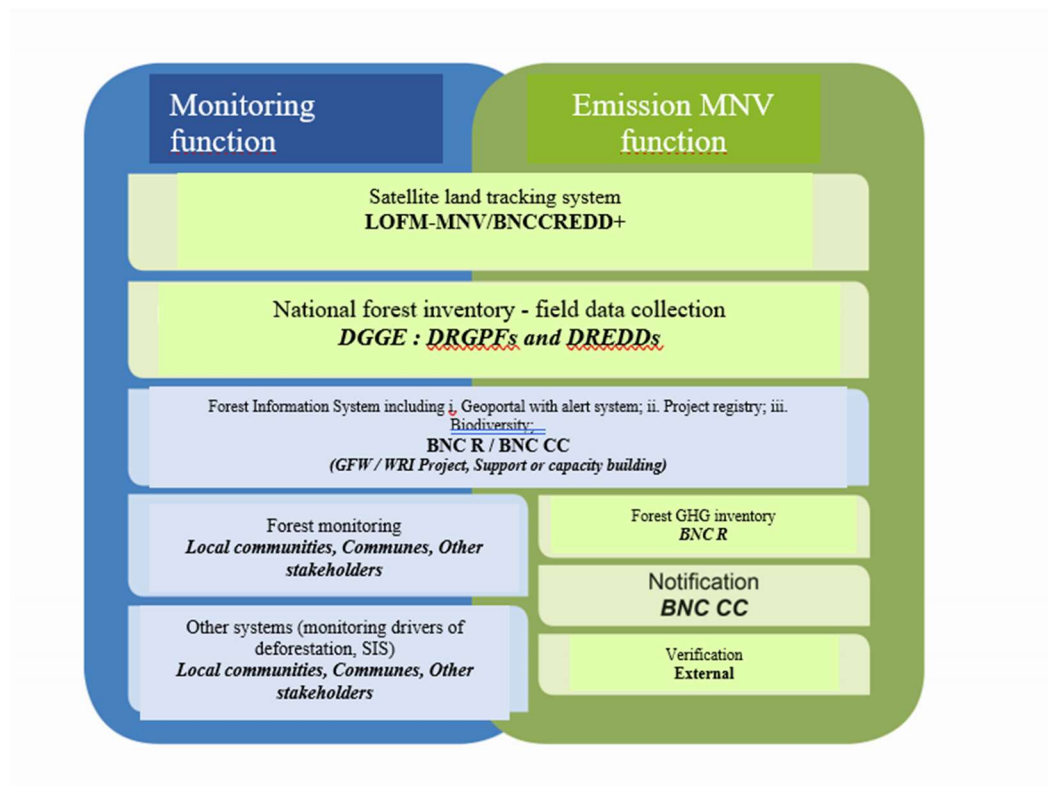 Monitoring
function
Emission MNV
function
Satellite land tracking system
LOFM-MNV/BNCCREDD+
National forest inventory - field data collection
DGGE : DRGPFs and DREDDs
Forest Information System including i. Geoportal with alert system; ii. Project registry; iii.
Biodiversity;
BNC R / BNC CC
(GFW / WRI Project, Support or capacity building)
Forest monitoring
Local communities, Communes, Other
stakeholders
Other systems (monitoring drivers of
deforestation, SIS)
Local communities, Communes, Other
stakeholders
Forest GHG inventory
BNC R
Notification
BNC CC
Verification
External